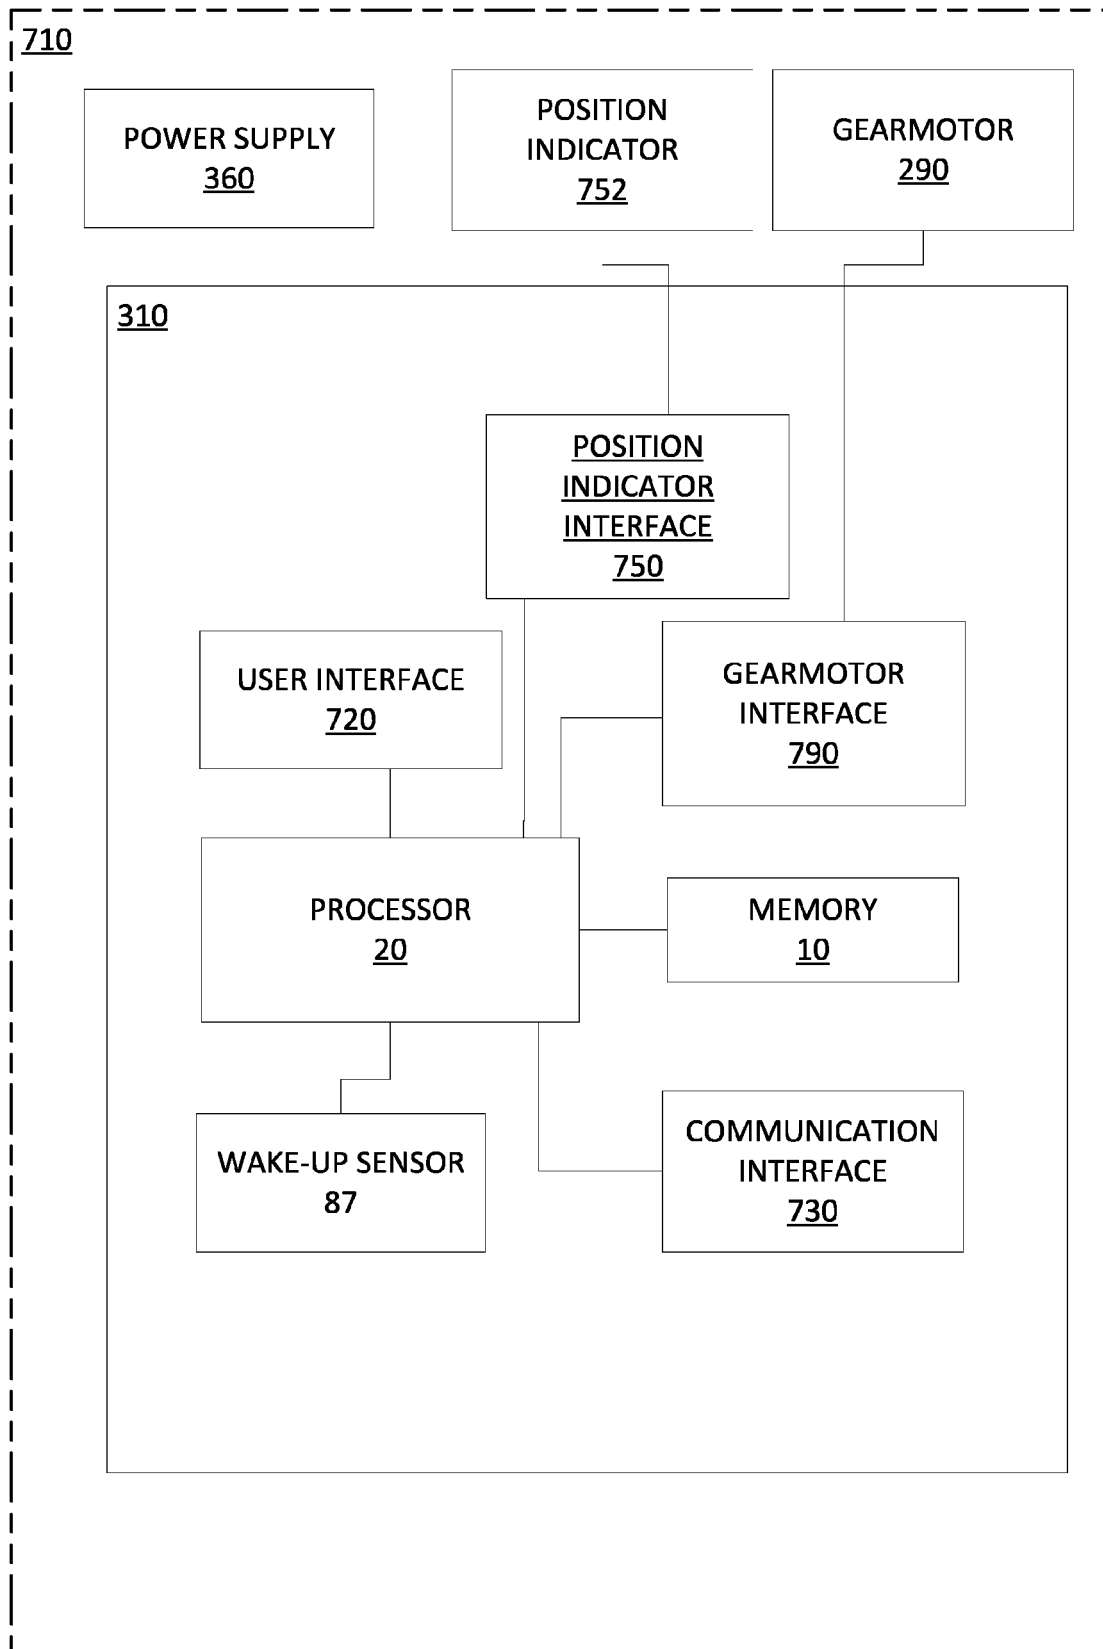 710
POWER SUPPLY
360
POSITION
INDICATOR
752
GEARMOTOR
290
310
POSITION
INDICATOR
INTERFACE
750
USER INTERFACE
720
GEARMOTOR
INTERFACE
790
PROCESSOR
20
MEMORY
10
WAKE-UP SENSOR
87
COMMUNICATION
INTERFACE
730